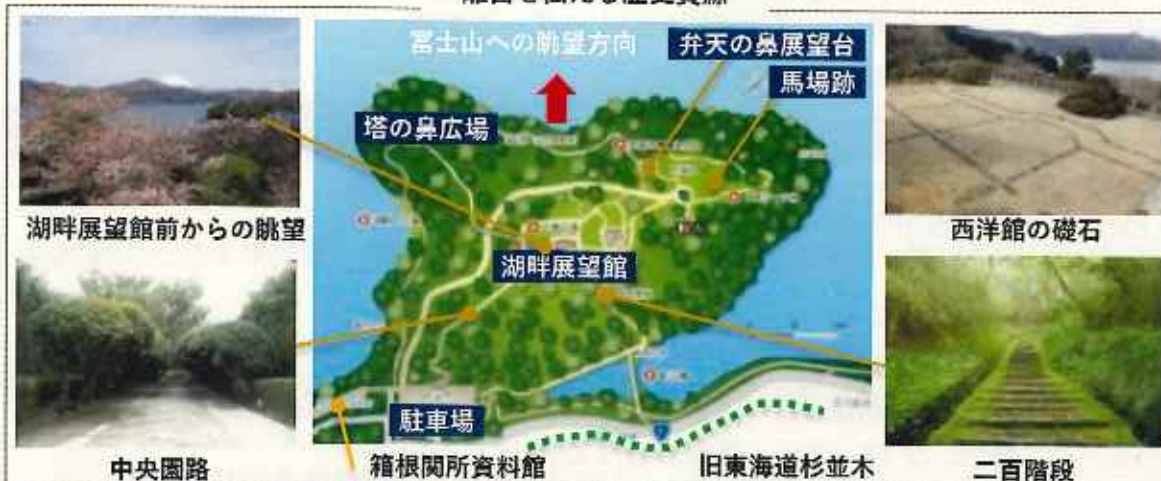 富士山への眺望方向
弁天の鼻展望台
馬場跡
塔の鼻広場
湖畔展望館前からの眺望
西洋館の礎石
湖畔展望館
駐車場
中央園路
箱根関所資料館
旧東海道杉並木
二百階段